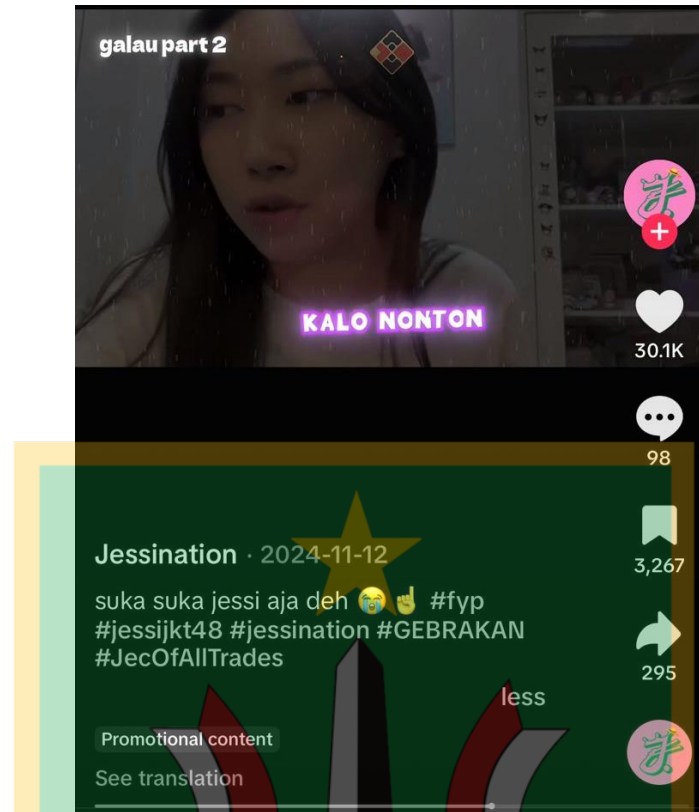 galau part 2
KALO NONTON
30.1K
98
3,267
295
Jessination · 2024-11-12
suka suka jessi aja deh 😭☝️ #fyp
#jessijkt48 #jessination #GEBRAKAN
#JecOfAllTrades
less
Promotional content
See translation